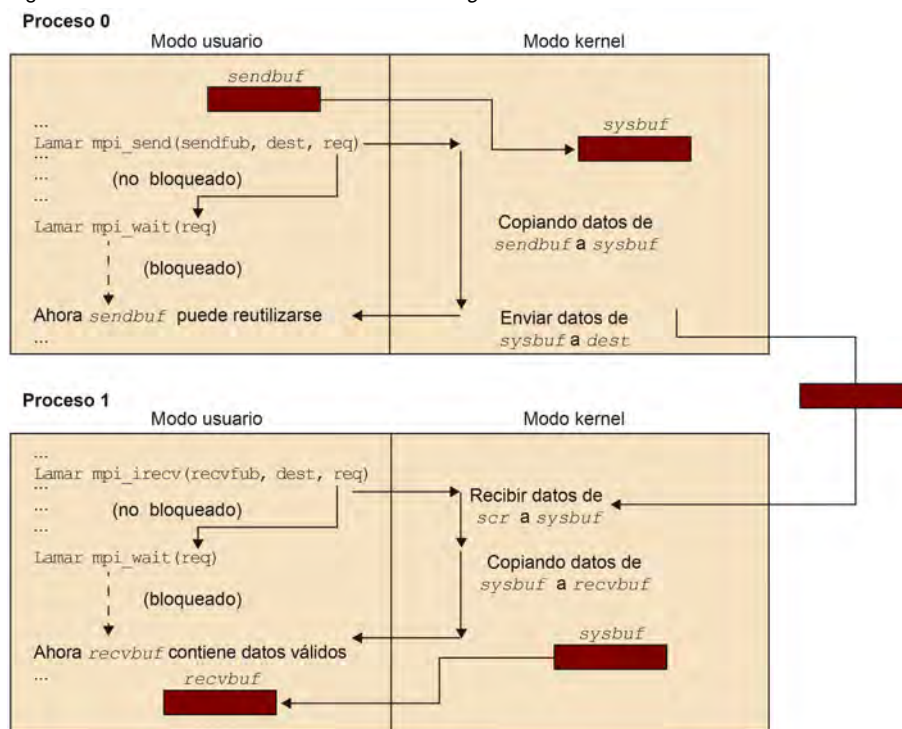 Proceso 0
Modo usuario
Modo kernel
sendbuf
sysbuf
...
Lamar mpi_send(sendfub, dest, req)
...
(no bloqueado)
...
...
Lamar mpi_wait(req)
Copiando datos de
sendbuf a sysbuf
(bloqueado)
Ahora sendbuf puede reutilizarse
...
Enviar datos de
sysbuf a dest
Proceso 1
Modo usuario
Modo kernel
...
Lamar mpi_irecv(recvfub, dest, req)
...
(no bloqueado)
...
...
Recibir datos de
scr a sysbuf
Lamar mpi_wait(req)
Copiando datos de
sysbuf a recvbuf
(bloqueado)
Ahora recvbuf contiene datos válidos
...
sysbuf
recvbuf